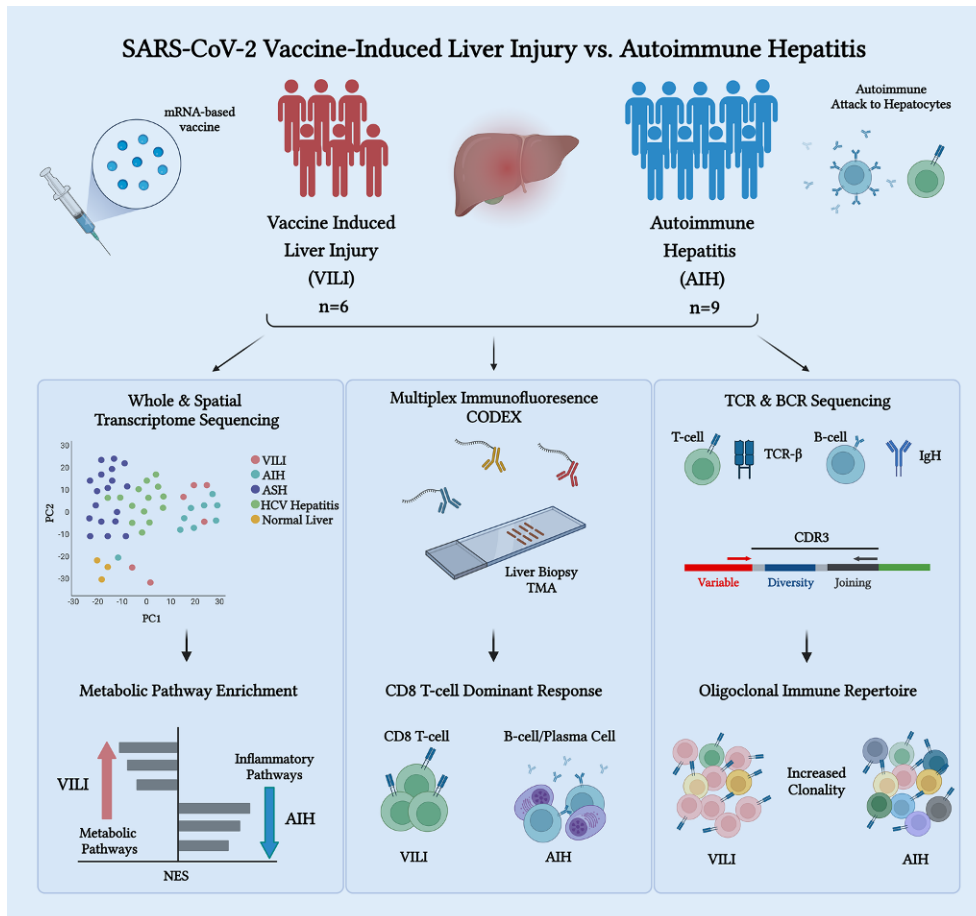 SARS-CoV-2 Vaccine-Induced Liver Injury vs. Autoimmune Hepatitis
mRNA-based
vaccine
Autoimmune
Attack to Hepatocytes
Vaccine Induced
Liver Injury
(VILI)
n=6
Autoimmune
Hepatitis
(AIH)
n=9
Whole & Spatial
Transcriptome Sequencing
30
20
10
0
-10
-20
-30
PC2
-30
-20
-10
0
10
20
30
PC1
VILI
AIH
ASH
HCV Hepatitis
Normal Liver
Metabolic Pathway Enrichment
VILI
Metabolic
Pathways
Inflammatory
Pathways
AIH
NES
Multiplex Immunofluoresence
CODEX
Liver Biopsy
TMA
CD8 T-cell Dominant Response
CD8 T-cell
B-cell/Plasma Cell
VILI
AIH
TCR & BCR Sequencing
T-cell
TCR-β
B-cell
IgH
CDR3
Variable
Diversity
Joining
Oligoclonal Immune Repertoire
Increased
Clonality
VILI
AIH